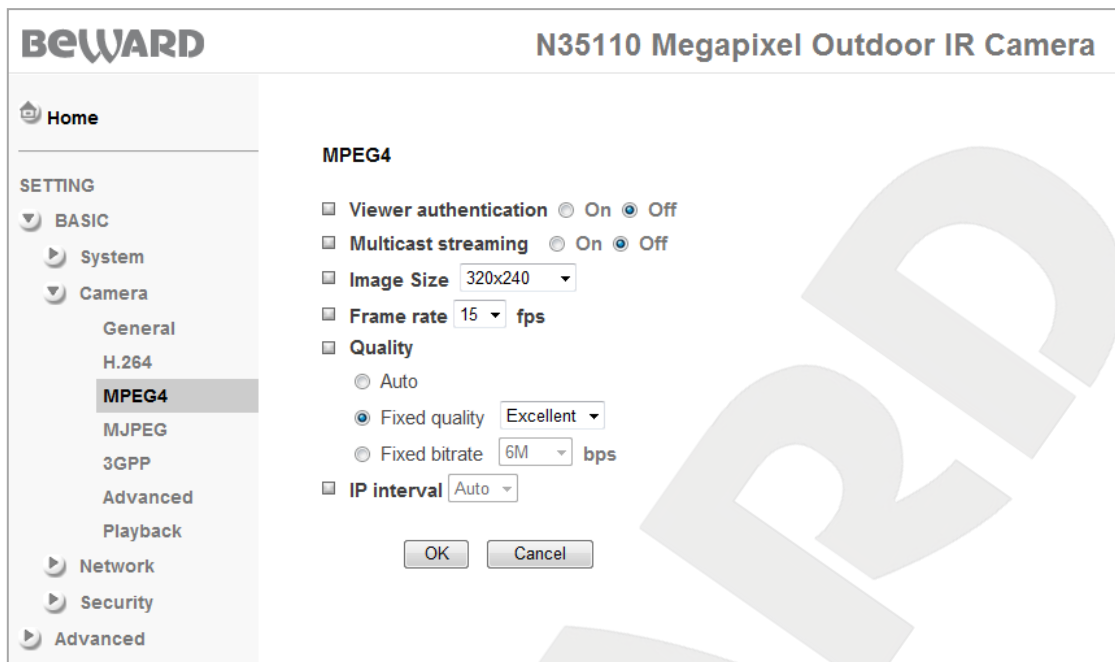 BEWARD
N35110 Megapixel Outdoor IR Camera
Home
SETTING
BASIC
System
Camera
General
H.264
MPEG4
MJPEG
3GPP
Advanced
Playback
Network
Security
Advanced
MPEG4
Viewer authentication On Off
Multicast streaming On Off
Image Size 320x240
Frame rate 15 fps
Quality
Auto
Fixed quality Excellent
Fixed bitrate 6M bps
IP interval Auto
OK Cancel